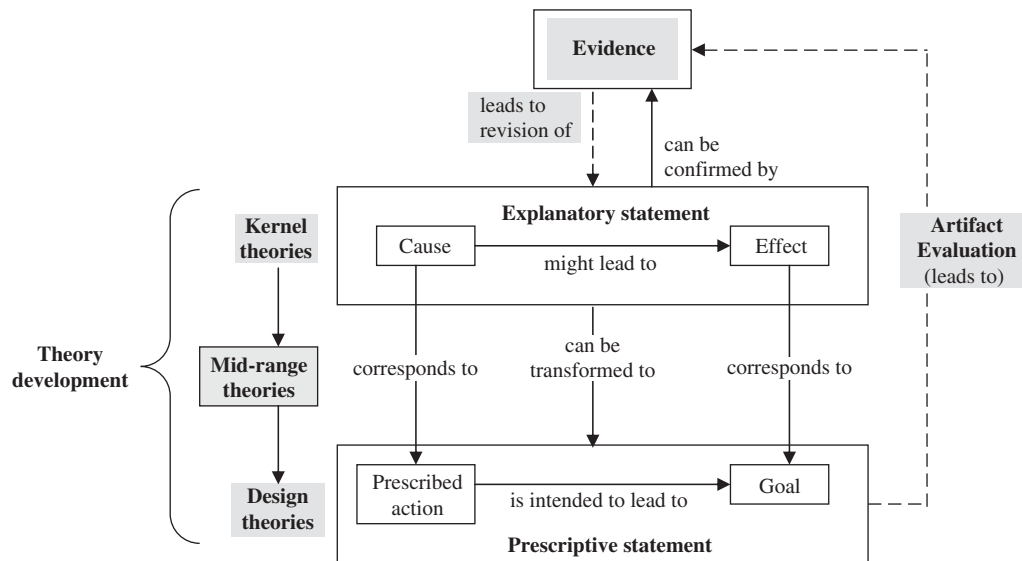 Evidence
leads to
revision of
can be
confirmed by
Explanatory statement
Kernel
theories
Cause
might lead to
Effect
Artifact
Evaluation
(leads to)
Theory
development
Mid-range
theories
corresponds to
can be
transformed to
corresponds to
Design
theories
Prescribed
action
is intended to lead to
Goal
Prescriptive statement